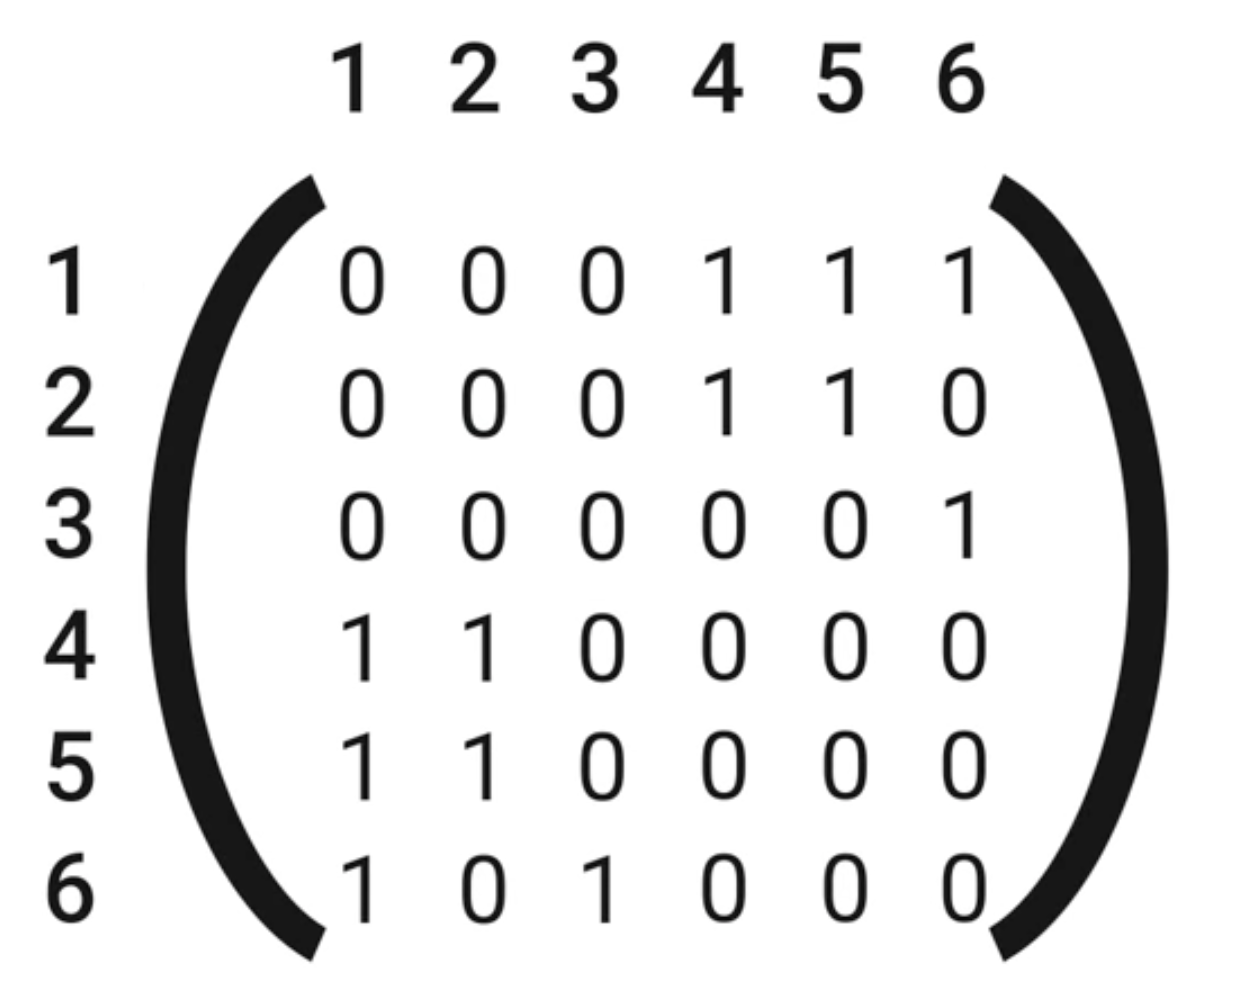 1 2 3 4 5 6
1 0 0 0 1 1 1
2 0 0 0 1 1 0
3 0 0 0 0 0 1
4 1 1 0 0 0 0
5 1 1 0 0 0 0
6 1 0 1 0 0 0